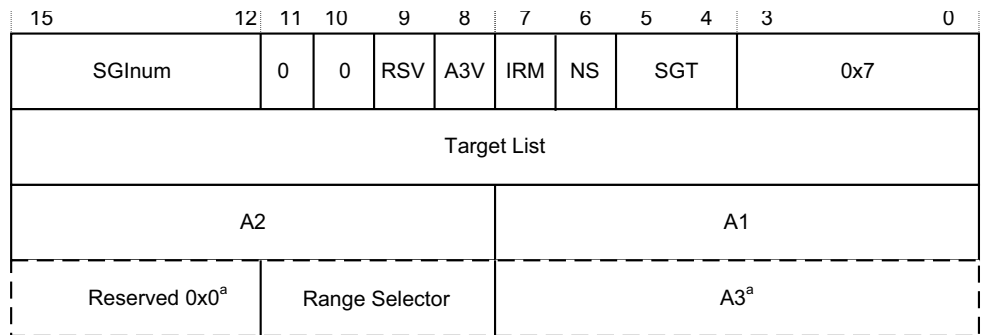 15 12 11 10 9 8 7 6 5 4 3 0
SGInum 0 0 RSV A3V IRM NS SGT 0x7
Target List
A2 A1
Reserved 0x0a Range Selector A3a